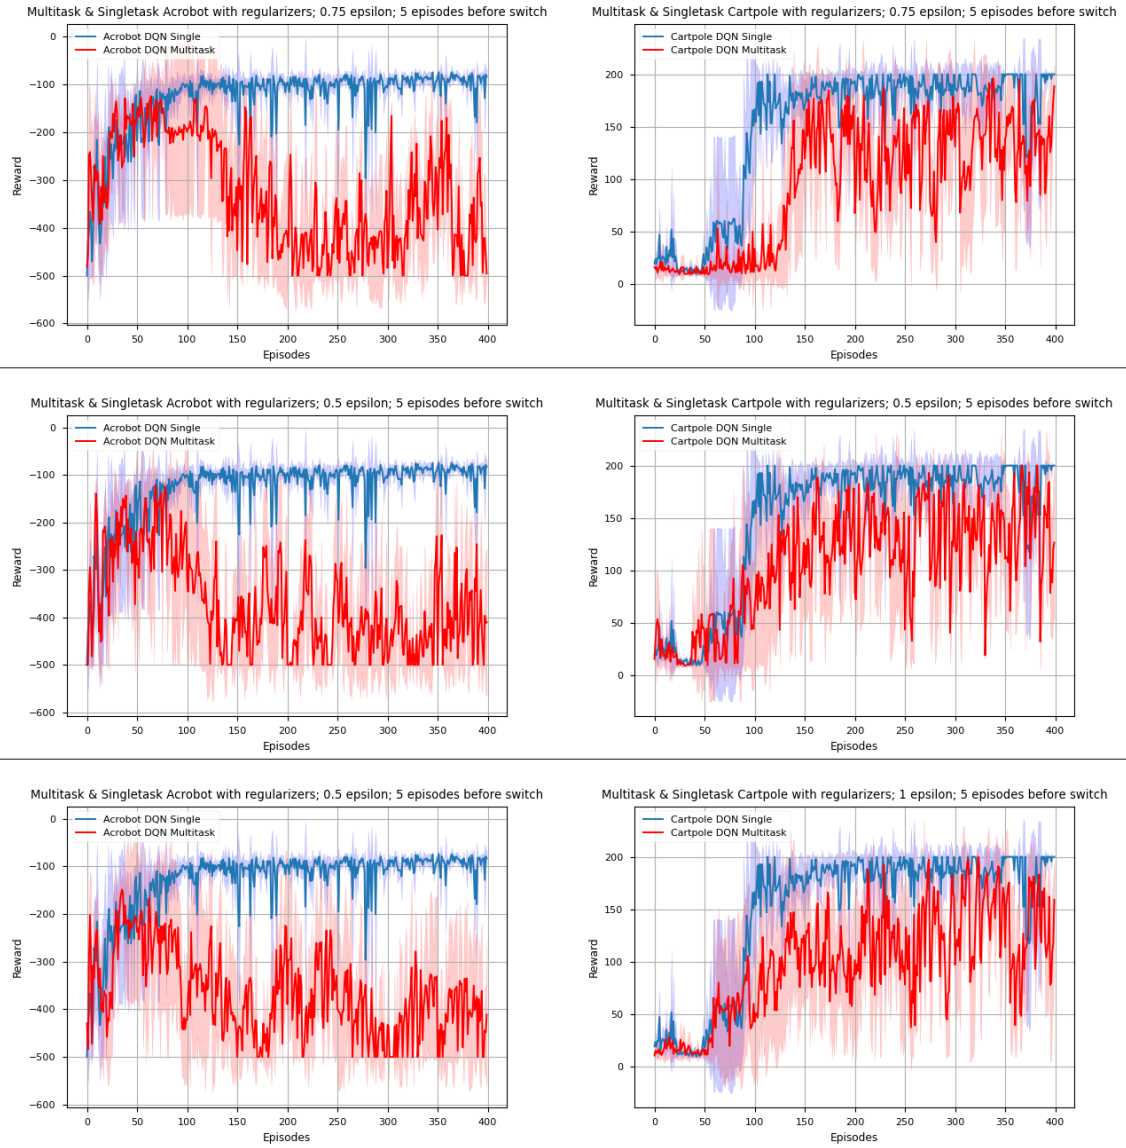 Multitask & Singletask Acrobot with regularizers; 0.75 epsilon; 5 episodes before switch
Acrobot DQN Single
Acrobot DQN Multitask
0
−100
−200
−300
−400
−500
−600
Reward
0 50 100 150 200 250 300 350 400
Episodes
Multitask & Singletask Cartpole with regularizers; 0.75 epsilon; 5 episodes before switch
Cartpole DQN Single
Cartpole DQN Multitask
200
150
100
50
0
Reward
0 50 100 150 200 250 300 350 400
Episodes
Multitask & Singletask Acrobot with regularizers; 0.5 epsilon; 5 episodes before switch
Acrobot DQN Single
Acrobot DQN Multitask
0
−100
−200
−300
−400
−500
−600
Reward
0 50 100 150 200 250 300 350 400
Episodes
Multitask & Singletask Cartpole with regularizers; 0.5 epsilon; 5 episodes before switch
Cartpole DQN Single
Cartpole DQN Multitask
200
150
100
50
0
Reward
0 50 100 150 200 250 300 350 400
Episodes
Multitask & Singletask Acrobot with regularizers; 0.5 epsilon; 5 episodes before switch
Acrobot DQN Single
Acrobot DQN Multitask
0
−100
−200
−300
−400
−500
−600
Reward
0 50 100 150 200 250 300 350 400
Episodes
Multitask & Singletask Cartpole with regularizers; 1 epsilon; 5 episodes before switch
Cartpole DQN Single
Cartpole DQN Multitask
200
150
100
50
0
Reward
0 50 100 150 200 250 300 350 400
Episodes